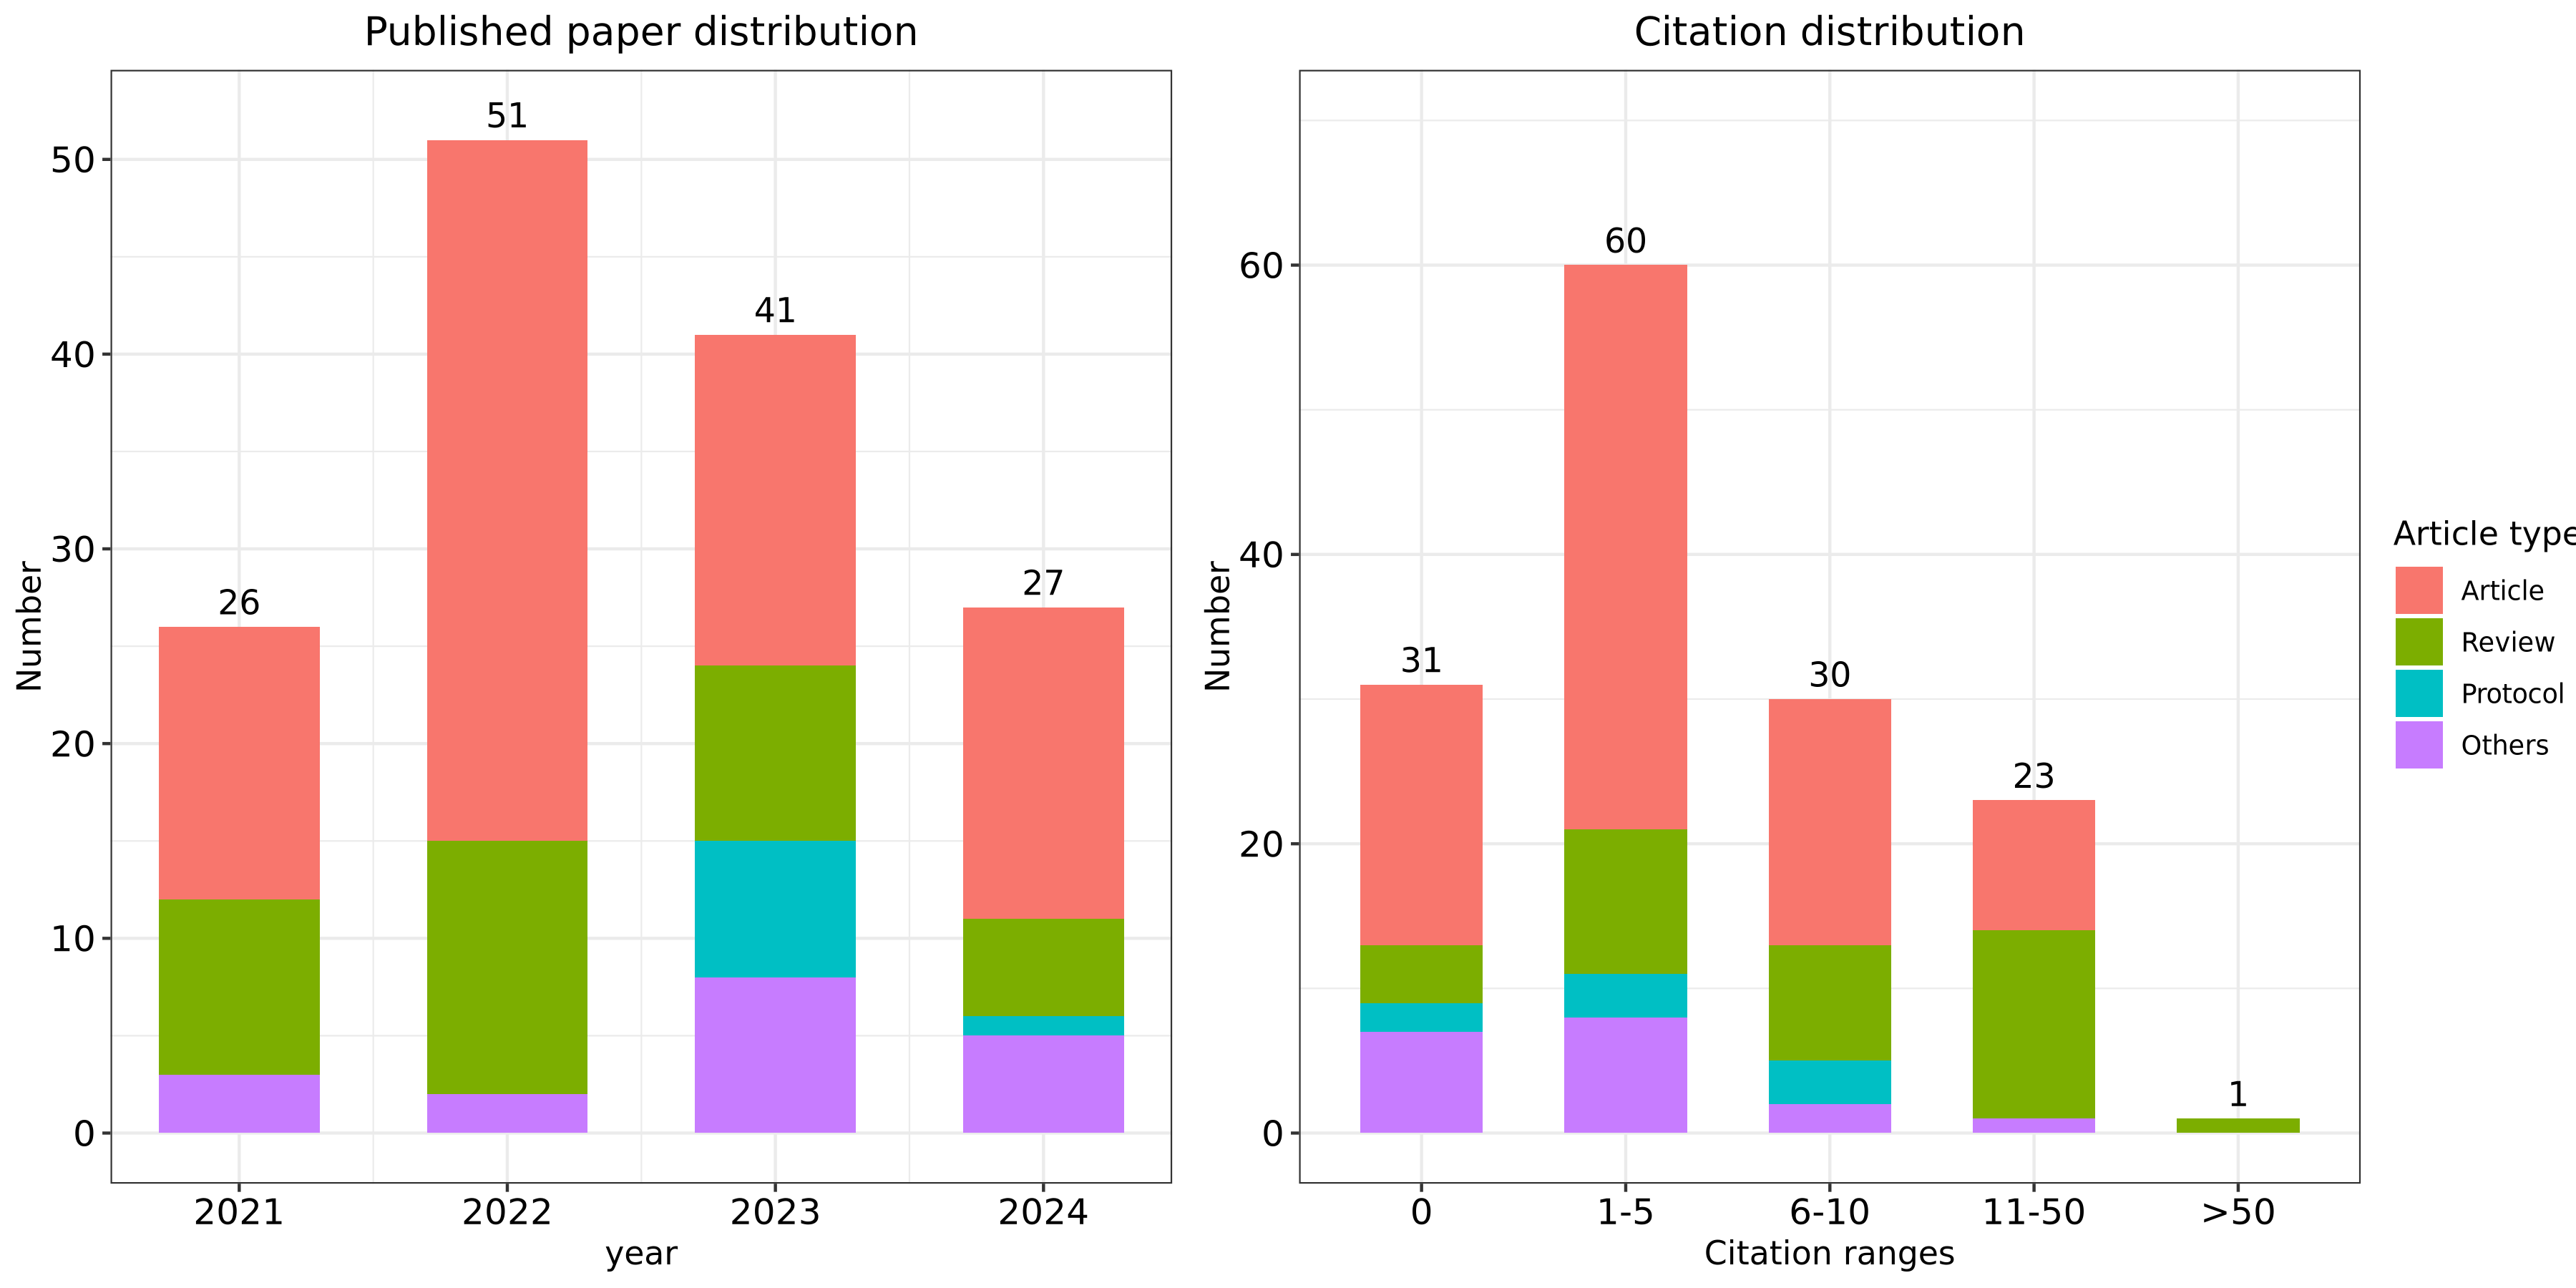 Published paper distribution
Number
50
40
30
20
10
0
51
41
27
26
2021 2022 2023 2024
year
Citation distribution
Number
60
40
20
0
60
31
30
23
1
0 1-5 6-10 11-50 >50
Citation ranges
Article type
Article
Review
Protocol
Others